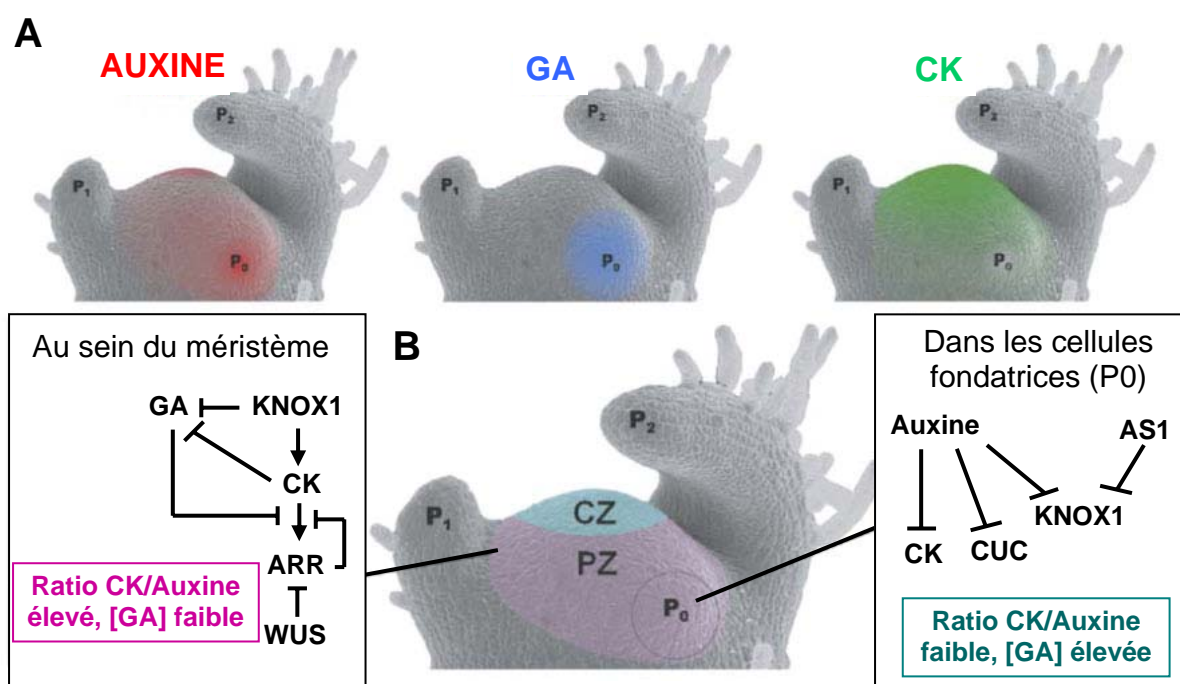 A
AUXINE
GA
CK
P2
P1
P0
P2
P1
P0
P2
P1
P0
Au sein du méristème
GA
KNOX1
CK
ARR
WUS
Ratio CK/Auxine
élevé, [GA] faible
B
P2
P1
CZ
PZ
P0
Dans les cellules
fondatrices (P0)
Auxine
AS1
KNOX1
CK
CUC
Ratio CK/Auxine
faible, [GA] élevée